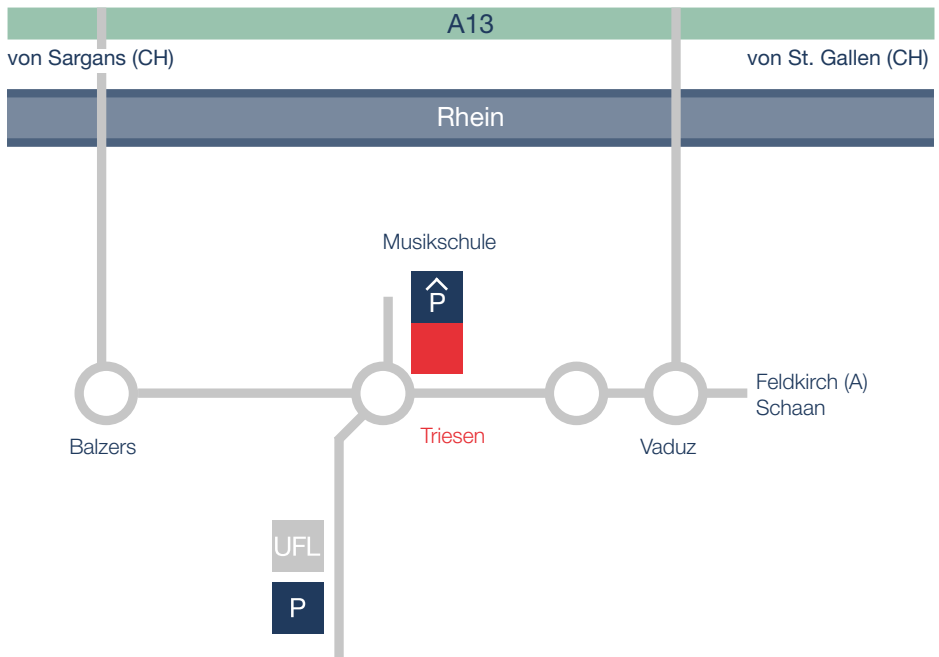 A13
von Sargans (CH)
von St. Gallen (CH)
Rhein
Musikschule
P
Feldkirch (A)
Schaan
Triesen
Balzers
Vaduz
UFL
P